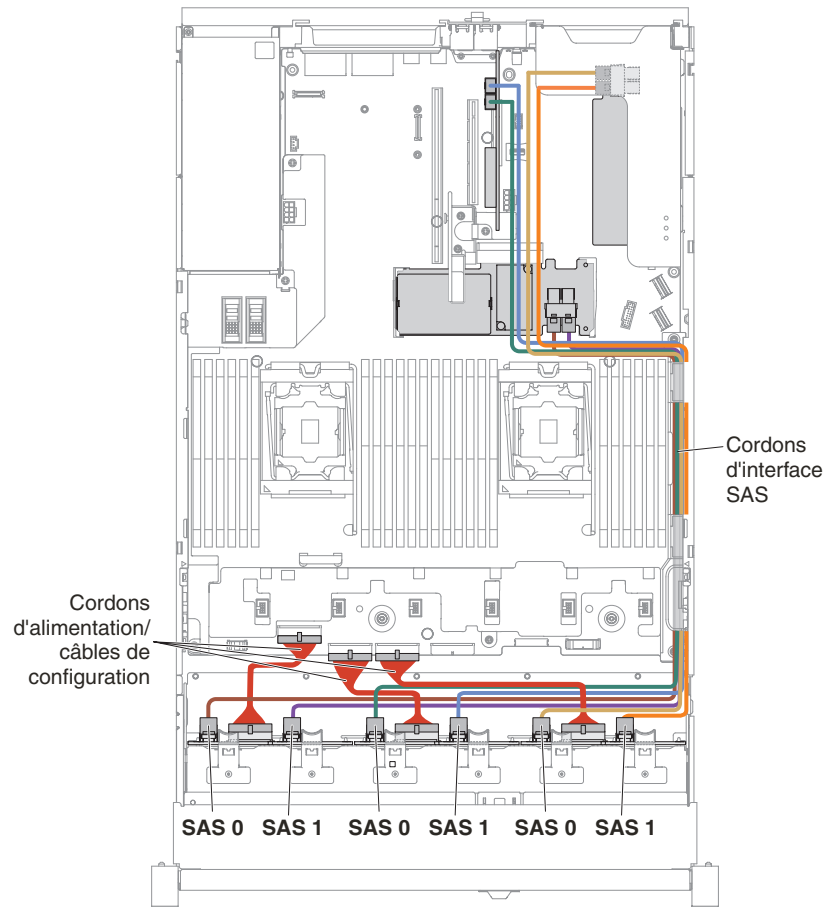 Cordons
d'interface
SAS
Cordons
d'alimentation/
câbles de
configuration
SAS 0 SAS 1 SAS 0 SAS 1 SAS 0 SAS 1